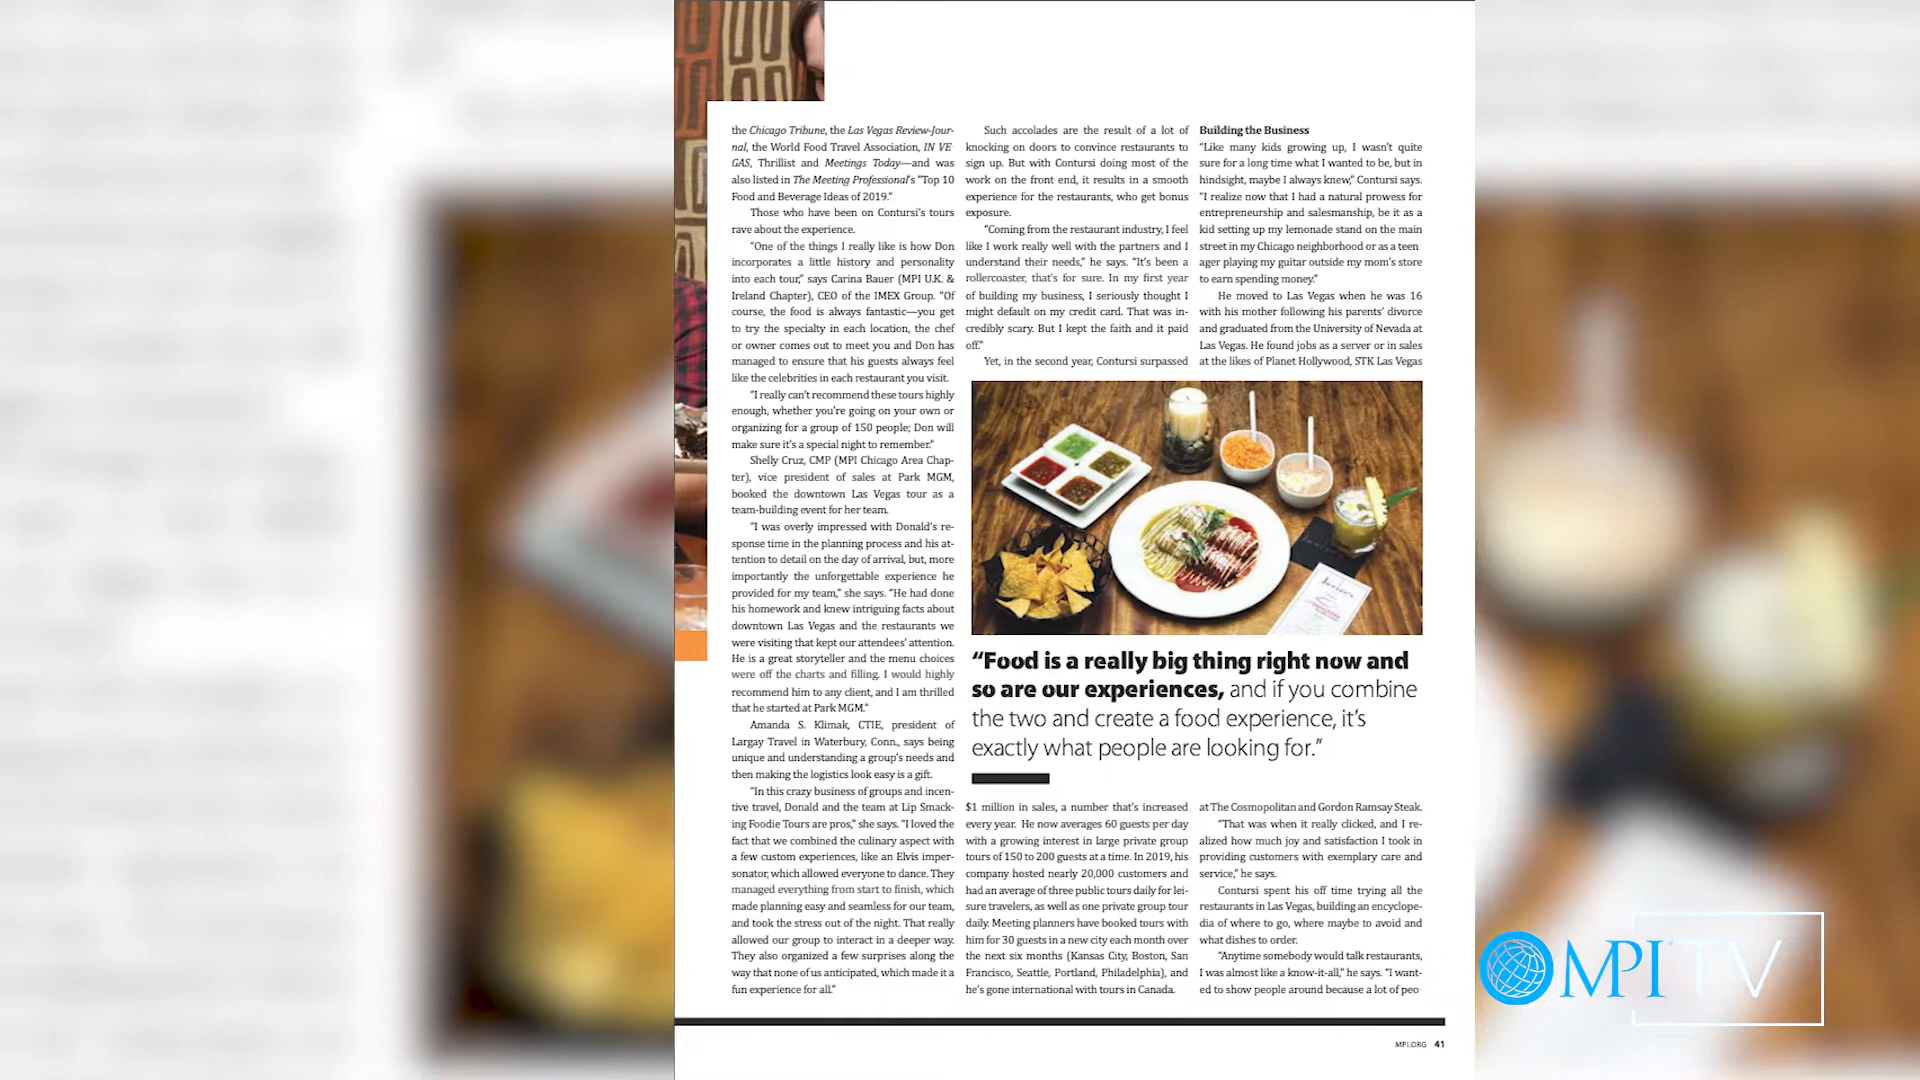 the Chicago Tribune, the Las Vegas Review-Jour-
nal, the World Food Travel Association, IN VE
GAS, Thrillist and Meetings Today—and was
also listed in The Meeting Professional's "Top 10
Food and Beverage Ideas of 2019."
Those who have been on Contursi's tours
rave about the experience.
"One of the things I really like is how Don
incorporates a little history and personality
into each tour," says Carina Bauer (MPI U.K. &
Ireland Chapter), CEO of the IMEX Group. "Of
course, the food is always fantastic—you get
to try the specialty in each location, the chef
or owner comes out to meet you and Don has
managed to ensure that his guests always feel
like the celebrities in each restaurant you visit.
"I really can't recommend these tours highly
enough, whether you're going on your own or
organizing for a group of 150 people; Don will
make sure it's a special night to remember."
Shelly Cruz, CMP (MPI Chicago Area Chap-
ter), vice president of sales at Park MGM,
booked the downtown Las Vegas tour as a
team-building event for her team.
"I was overly impressed with Donald's re-
sponse time in the planning process and his at-
tention to detail on the day of arrival, but, more
importantly the unforgettable experience he
provided for my team," she says. "He had done
his homework and knew intriguing facts about
downtown Las Vegas and the restaurants we
were visiting that kept our attendees' attention.
He is a great storyteller and the menu choices
were off the charts and filling. I would highly
recommend him to any client, and I am thrilled
that he started at Park MGM."
Amanda S. Klimak, CTIE, president of
Largay Travel in Waterbury, Conn., says being
unique and understanding a group's needs and
then making the logistics look easy is a gift.
"In this crazy business of groups and incen-
tive travel, Donald and the team at Lip Smack-
ing Foodie Tours are pros," she says. "I loved the
fact that we combined the culinary aspect with
a few custom experiences, like an Elvis imper-
sonator, which allowed everyone to dance. They
managed everything from start to finish, which
made planning easy and seamless for our team,
and took the stress out of the night. That really
allowed our group to interact in a deeper way.
They also organized a few surprises along the
way that none of us anticipated, which made it a
fun experience for all."
Such accolades are the result of a lot of
knocking on doors to convince restaurants to
sign up. But with Contursi doing most of the
work on the front end, it results in a smooth
experience for the restaurants, who get bonus
exposure.
"Coming from the restaurant industry, I feel
like I work really well with the partners and I
understand their needs," he says. "It's been a
rollercoaster, that's for sure. In my first year
of building my business, I seriously thought I
might default on my credit card. That was in-
credibly scary. But I kept the faith and it paid
off."
Yet, in the second year, Contursi surpassed
"Food is a really big thing right now and
so are our experiences, and if you combine
the two and create a food experience, it's
exactly what people are looking for."
$1 million in sales, a number that's increased
every year. He now averages 60 guests per day
with a growing interest in large private group
tours of 150 to 200 guests at a time. In 2019, his
company hosted nearly 20,000 customers and
had an average of three public tours daily for lei-
sure travelers, as well as one private group tour
daily. Meeting planners have booked tours with
him for 30 guests in a new city each month over
the next six months (Kansas City, Boston, San
Francisco, Seattle, Portland, Philadelphia), and
he's gone international with tours in Canada.
Building the Business
"Like many kids growing up, I wasn't quite
sure for a long time what I wanted to be, but in
hindsight, maybe I always knew," Contursi says.
"I realize now that I had a natural prowess for
entrepreneurship and salesmanship, be it as a
kid setting up my lemonade stand on the main
street in my Chicago neighborhood or as a teen
ager playing my guitar outside my mom's store
to earn spending money."
He moved to Las Vegas when he was 16
with his mother following his parents' divorce
and graduated from the University of Nevada at
Las Vegas. He found jobs as a server or in sales
at the likes of Planet Hollywood, STK Las Vegas
at The Cosmopolitan and Gordon Ramsay Steak.
"That was when it really clicked, and I re-
alized how much joy and satisfaction I took in
providing customers with exemplary care and
service," he says.
Contursi spent his off time trying all the
restaurants in Las Vegas, building an encyclope-
dia of where to go, where maybe to avoid and
what dishes to order.
"Anytime somebody would talk restaurants,
I was almost like a know-it-all," he says. "I want-
ed to show people around because a lot of peo
MPI.ORG 41
MPI TV